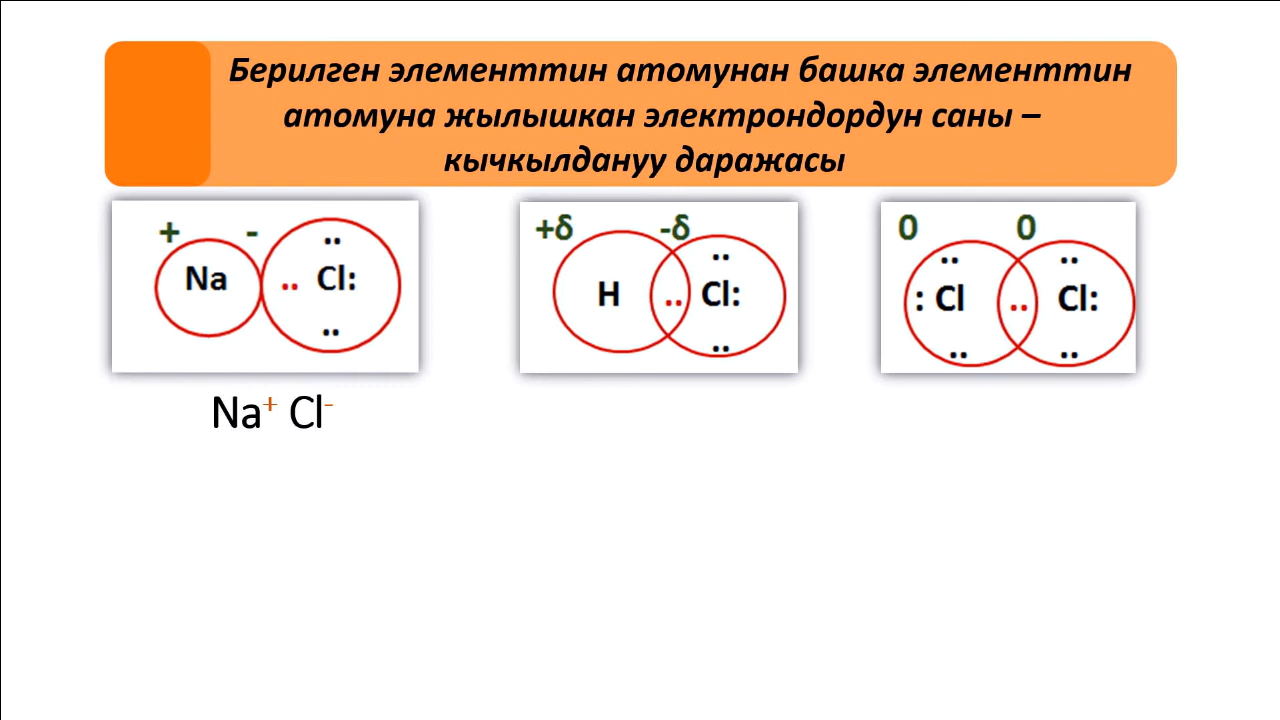 Берилген элементтин атомунан башка элементтин
атомуна жылышкан электрондордун саны –
кычкылдануу даражасы
+ -
Na .. Cl:
+δ -δ
H .. Cl:
0 0
: Cl .. Cl:
Na⁺ Cl⁻